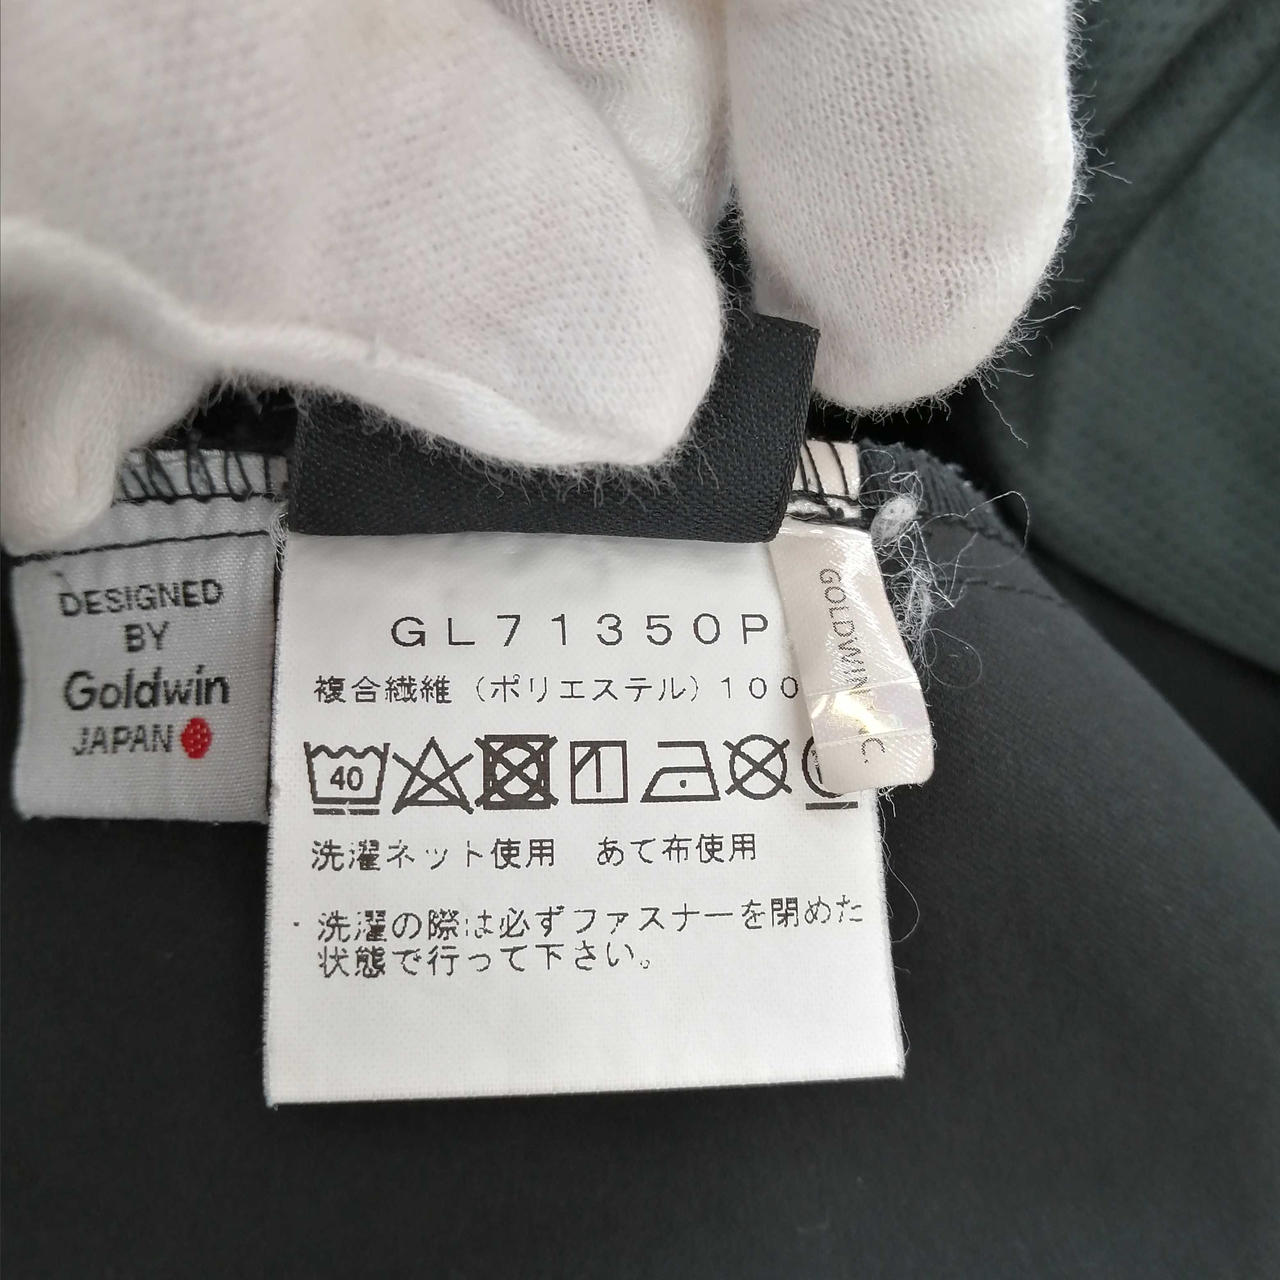 DESIGNED
BY
Goldwin
JAPAN
GL71350P
複合繊維（ポリエステル）100
40
洗濯ネット使用　あて布使用
・洗濯の際は必ずファスナーを閉めた
状態で行って下さい。
GOLDWIN